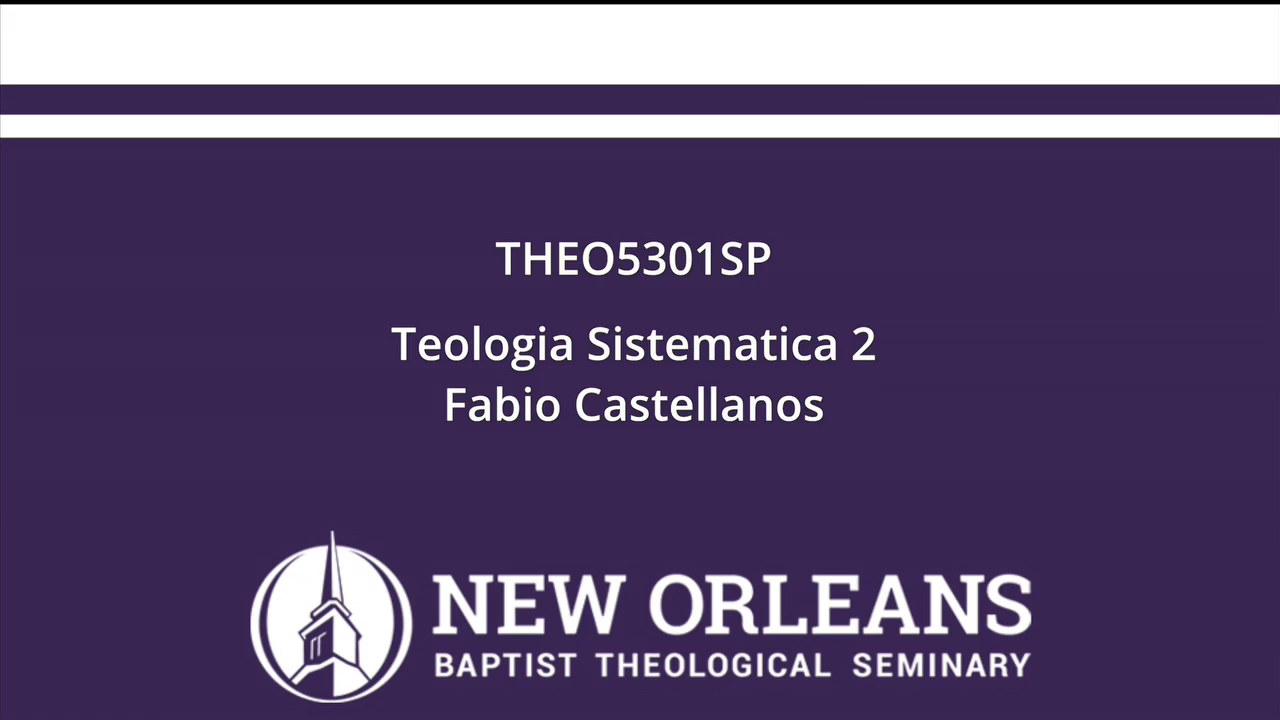 THEO5301SP
Teologia Sistematica 2
Fabio Castellanos
NEW ORLEANS
BAPTIST THEOLOGICAL SEMINARY